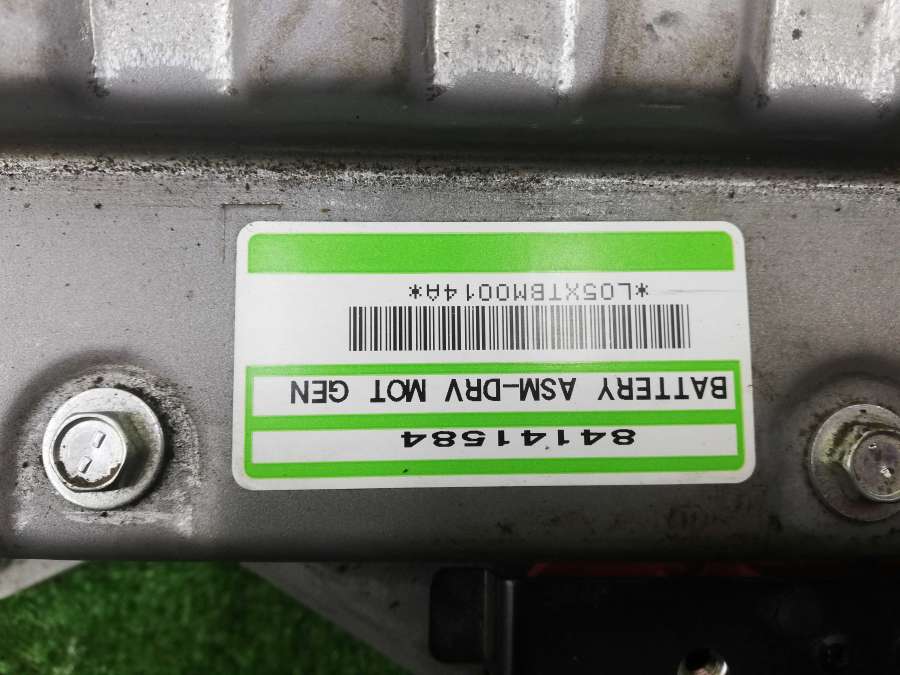 84141584
BATTERY ASM-DRV MOT GEN
*L05XTBM0014A*